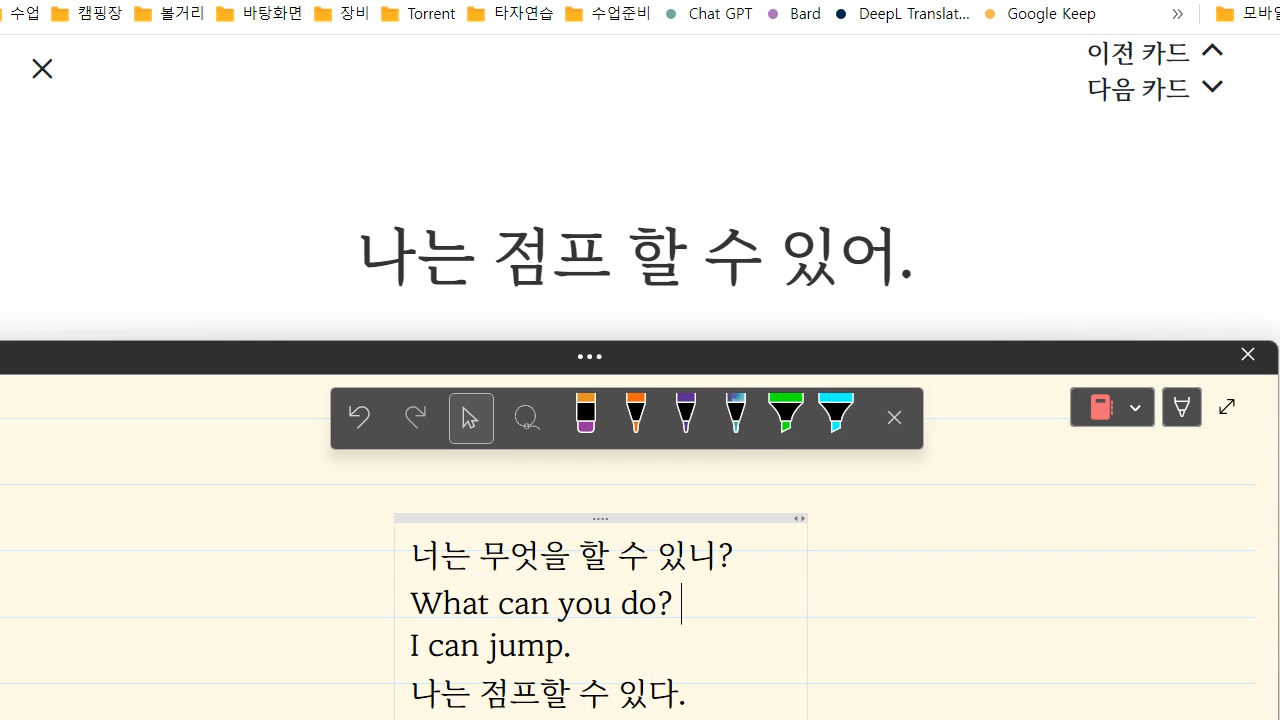 수업 캠핑장 볼거리 바탕화면 장비 Torrent 타자연습 수업준비 Chat GPT Bard DeepL Translat... Google Keep » 모바일
이전 카드
다음 카드
나는 점프 할 수 있어.
너는 무엇을 할 수 있니?
What can you do?
I can jump.
나는 점프할 수 있다.